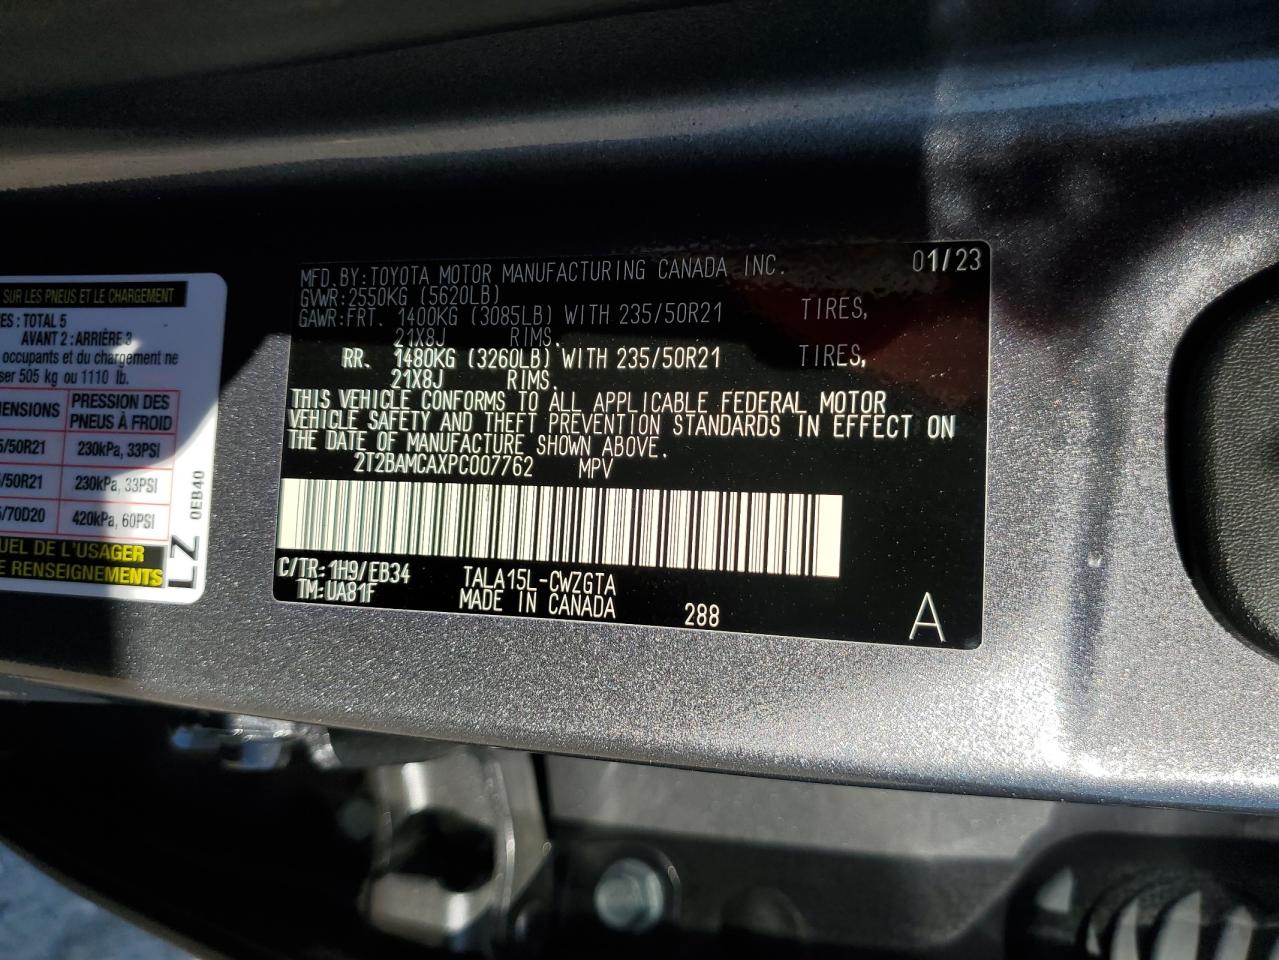 SUR LES PNEUS ET LE CHARGEMENT
ES : TOTAL 5
AVANT 2 : ARRIÈRE 3
occupants et du chargement ne
ser 505 kg ou 1110 lb.
ENSIONS
PRESSION DES
PNEUS À FROID
5/50R21
230kPa, 33PSI
/50R21
230kPa, 33PSI
5/70D20
420kPa, 60PSI
UEL DE L'USAGER
E RENSEIGNEMENTS
LZ
0EB40
MFD.BY:TOYOTA MOTOR MANUFACTURING CANADA INC. 01/23
GVWR:2550KG (5620LB)
GAWR:FRT. 1400KG (3085LB) WITH 235/50R21 TIRES,
21X8J RIMS.
RR. 1480KG (3260LB) WITH 235/50R21 TIRES,
21X8J RIMS.
THIS VEHICLE CONFORMS TO ALL APPLICABLE FEDERAL MOTOR
VEHICLE SAFETY AND THEFT PREVENTION STANDARDS IN EFFECT ON
THE DATE OF MANUFACTURE SHOWN ABOVE.
2T2BAMCAXPC007762 MPV
C/TR:1H9/EB34 TALA15L-CWZGTA
TM:UA81F MADE IN CANADA 288 A